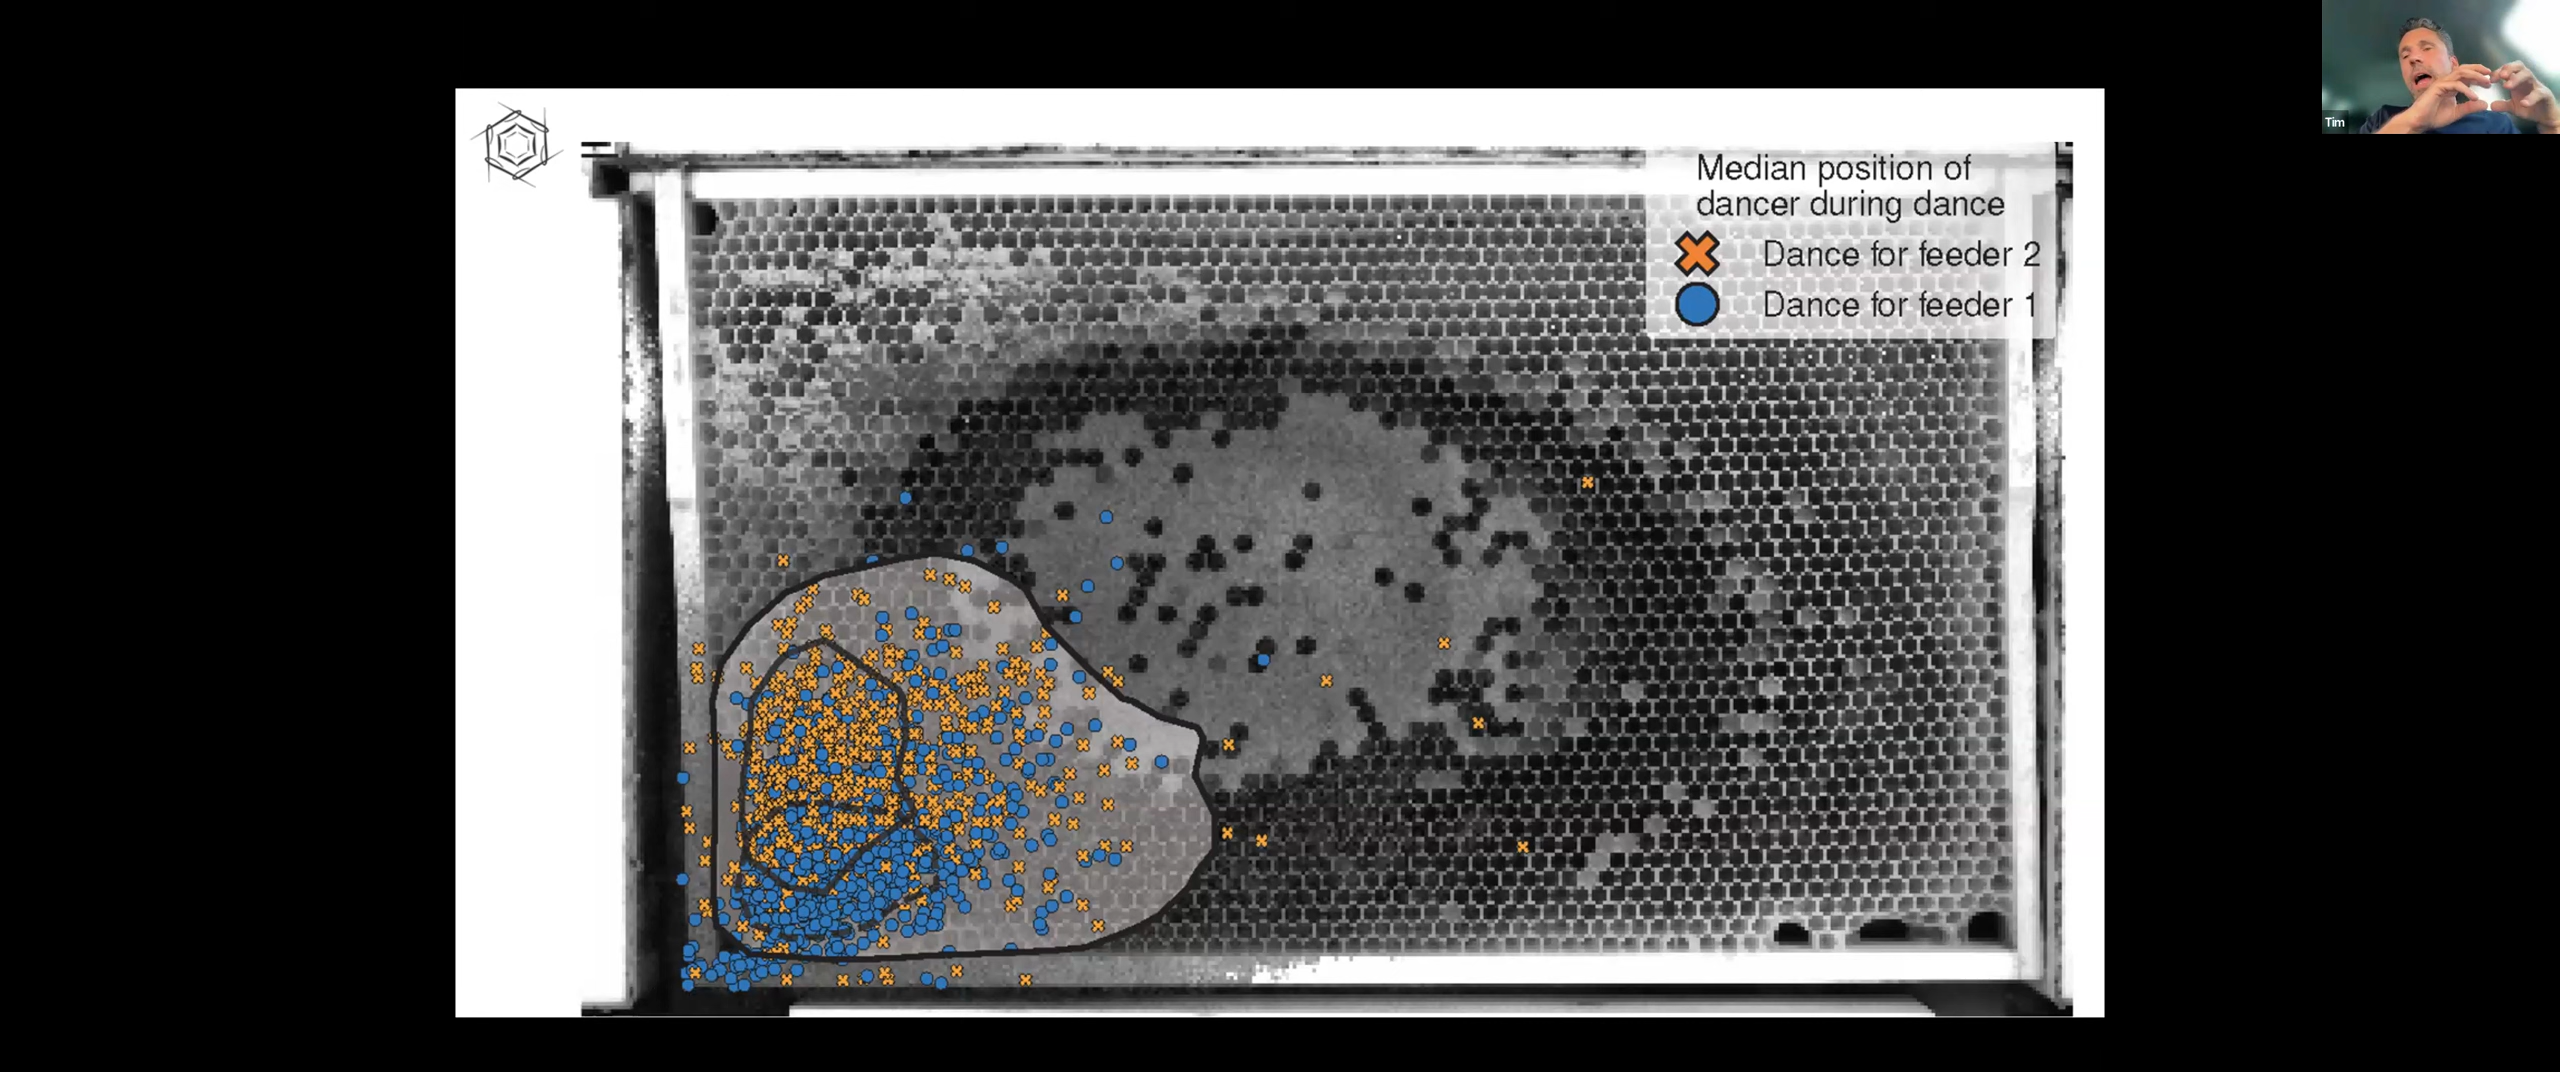 Median position of
dancer during dance
Dance for feeder 2
Dance for feeder 1
Tim